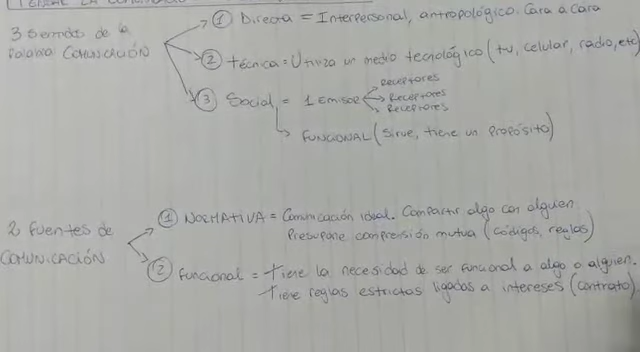 PENSAR LA COMUNICACIÓN
3 Sentidos de la
Palabra COMUNICACIÓN
① Directa = Interpersonal, antropológico. Cara a cara
② Técnica = Utiliza un medio tecnológico (tv, celular, radio, etc)
③ Social = 1 EMISOR
Receptores
Receptores
Receptores
FUNCIONAL (Sirve, tiene un propósito)
2 Fuentes de
COMUNICACIÓN
① NORMATIVA = Comunicación ideal. Compartir algo con alguien.
Presupone comprensión mutua (códigos, reglas)
② Funcional = Tiene la necesidad de ser funcional a algo o alguien.
Tiene reglas estrictas ligadas a intereses (contrato).